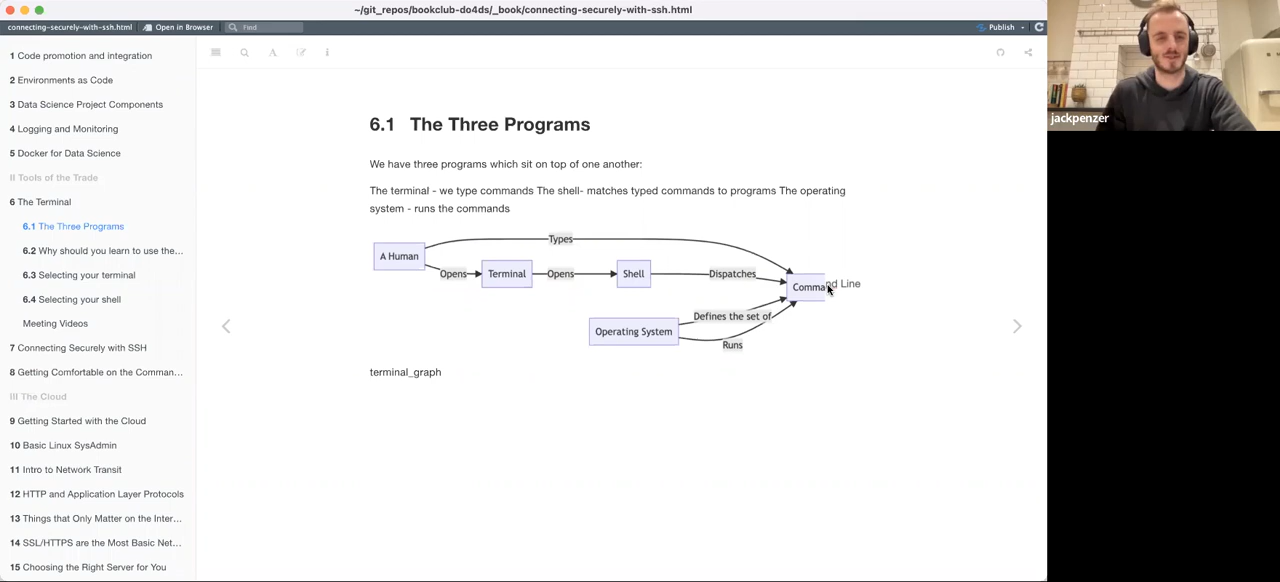 ~/git_repos/bookclub-do4ds/_book/connecting-securely-with-ssh.html
connecting-securely-with-ssh.html
Open in Browser
Find
Publish
1 Code promotion and integration
2 Environments as Code
3 Data Science Project Components
4 Logging and Monitoring
5 Docker for Data Science
II Tools of the Trade
6 The Terminal
6.1 The Three Programs
6.2 Why should you learn to use the...
6.3 Selecting your terminal
6.4 Selecting your shell
Meeting Videos
7 Connecting Securely with SSH
8 Getting Comfortable on the Comman...
III The Cloud
9 Getting Started with the Cloud
10 Basic Linux SysAdmin
11 Intro to Network Transit
12 HTTP and Application Layer Protocols
13 Things that Only Matter on the Inter...
14 SSL/HTTPS are the Most Basic Net...
15 Choosing the Right Server for You
6.1 The Three Programs
We have three programs which sit on top of one another:
The terminal - we type commands The shell- matches typed commands to programs The operating
system - runs the commands
Types
A Human
Opens
Terminal
Opens
Shell
Dispatches
Command Line
Operating System
Defines the set of
Runs
terminal_graph
jackpenzer